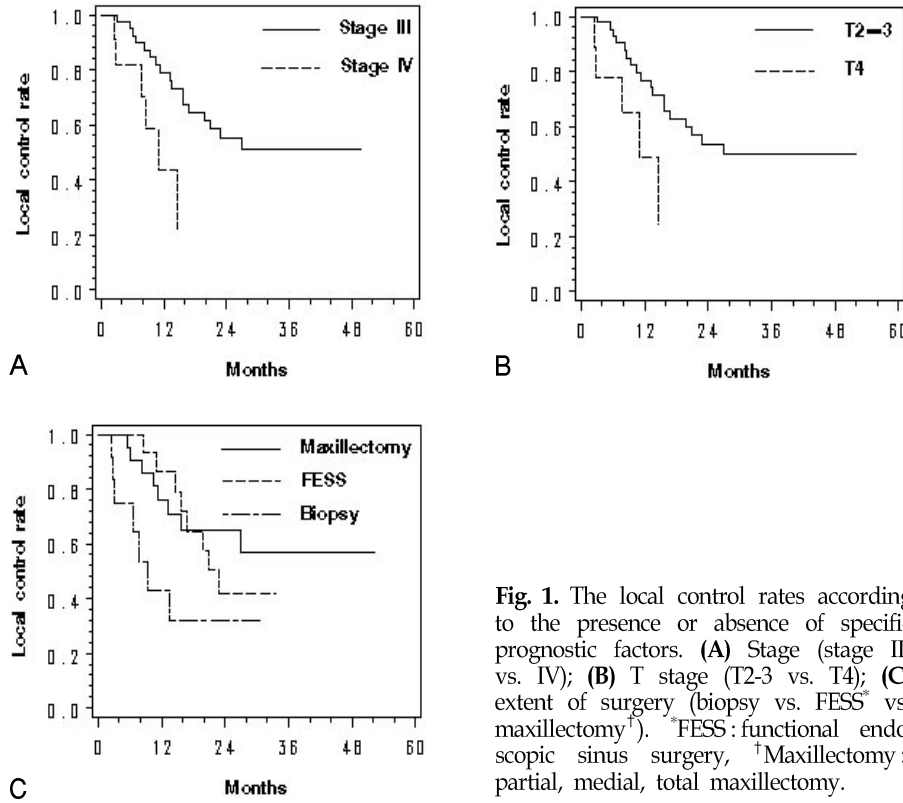 1.0
0.8
0.6
0.4
0.2
0.0
Local control rate
Stage III
Stage IV
0 12 24 36 48 60
Months
A
1.0
0.8
0.6
0.4
0.2
0.0
Local control rate
T2-3
T4
0 12 24 36 48 60
Months
B
1.0
0.8
0.6
0.4
0.2
0.0
Local control rate
Maxillectomy
FESS
Biopsy
0 12 24 36 48 60
Months
C
Fig. 1. The local control rates according
to the presence or absence of specific
prognostic factors. (A) Stage (stage II
vs. IV); (B) T stage (T2-3 vs. T4); (C
extent of surgery (biopsy vs. FESS* vs
maxillectomy†). *FESS : functional endo
scopic sinus surgery, †Maxillectomy :
partial, medial, total maxillectomy.